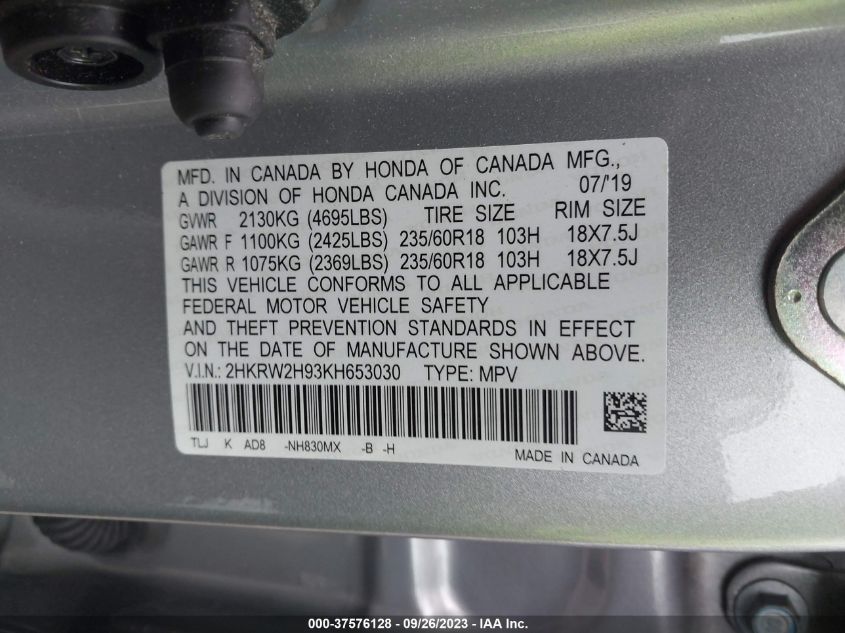 MFD. IN CANADA BY HONDA OF CANADA MFG.,
A DIVISION OF HONDA CANADA INC. 07/'19
GVWR 2130KG (4695LBS) TIRE SIZE RIM SIZE
GAWR F 1100KG (2425LBS) 235/60R18 103H 18X7.5J
GAWR R 1075KG (2369LBS) 235/60R18 103H 18X7.5J
THIS VEHICLE CONFORMS TO ALL APPLICABLE
FEDERAL MOTOR VEHICLE SAFETY
AND THEFT PREVENTION STANDARDS IN EFFECT
ON THE DATE OF MANUFACTURE SHOWN ABOVE.
V.I.N.: 2HKRW2H93KH653030 TYPE: MPV
TLJ K AD8 -NH830MX -B -H
MADE IN CANADA
000-37576128 - 09/26/2023 - IAA Inc.